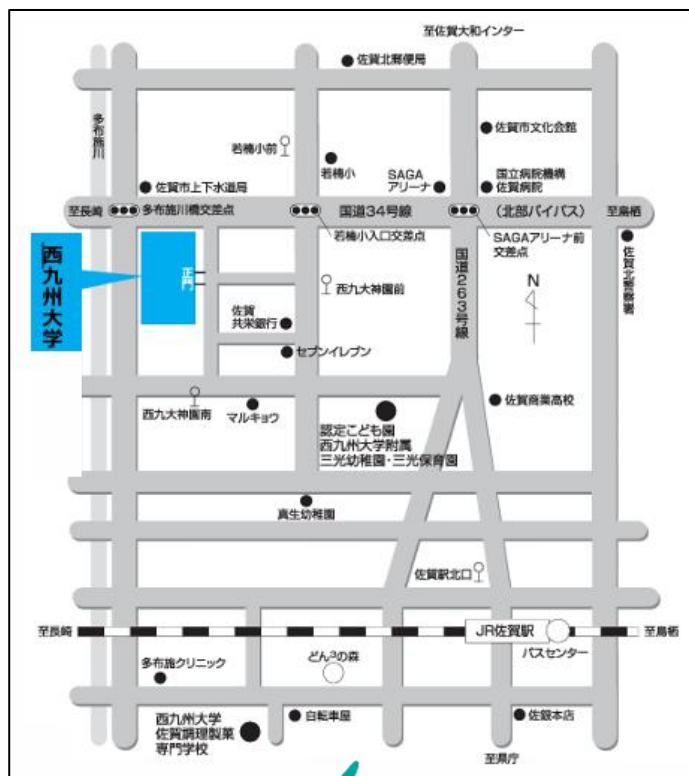 至佐賀大和インター
佐賀北郵便局
多布施川
佐賀市文化会館
若楠小前
若楠小
SAGA
アリーナ
国立病院機構
佐賀病院
佐賀市上下水道局
至長崎
多布施川橋交差点
国道34号線
(北部バイパス)
至鳥栖
若楠小入口交差点
SAGAアリーナ前
交差点
西九州大学
正門
国道263号線
佐賀北警察署
N
西九大神園前
佐賀
共栄銀行
セブンイレブン
西九大神園南
マルキョウ
佐賀商業高校
認定こども園
西九州大学附属
三光幼稚園・三光保育園
真生幼稚園
佐賀駅北口
至長崎
JR佐賀駅
至鳥栖
バスセンター
どん3の森
多布施クリニック
西九州大学
佐賀調理製菓
専門学校
自転車屋
佐銀本店
至県庁